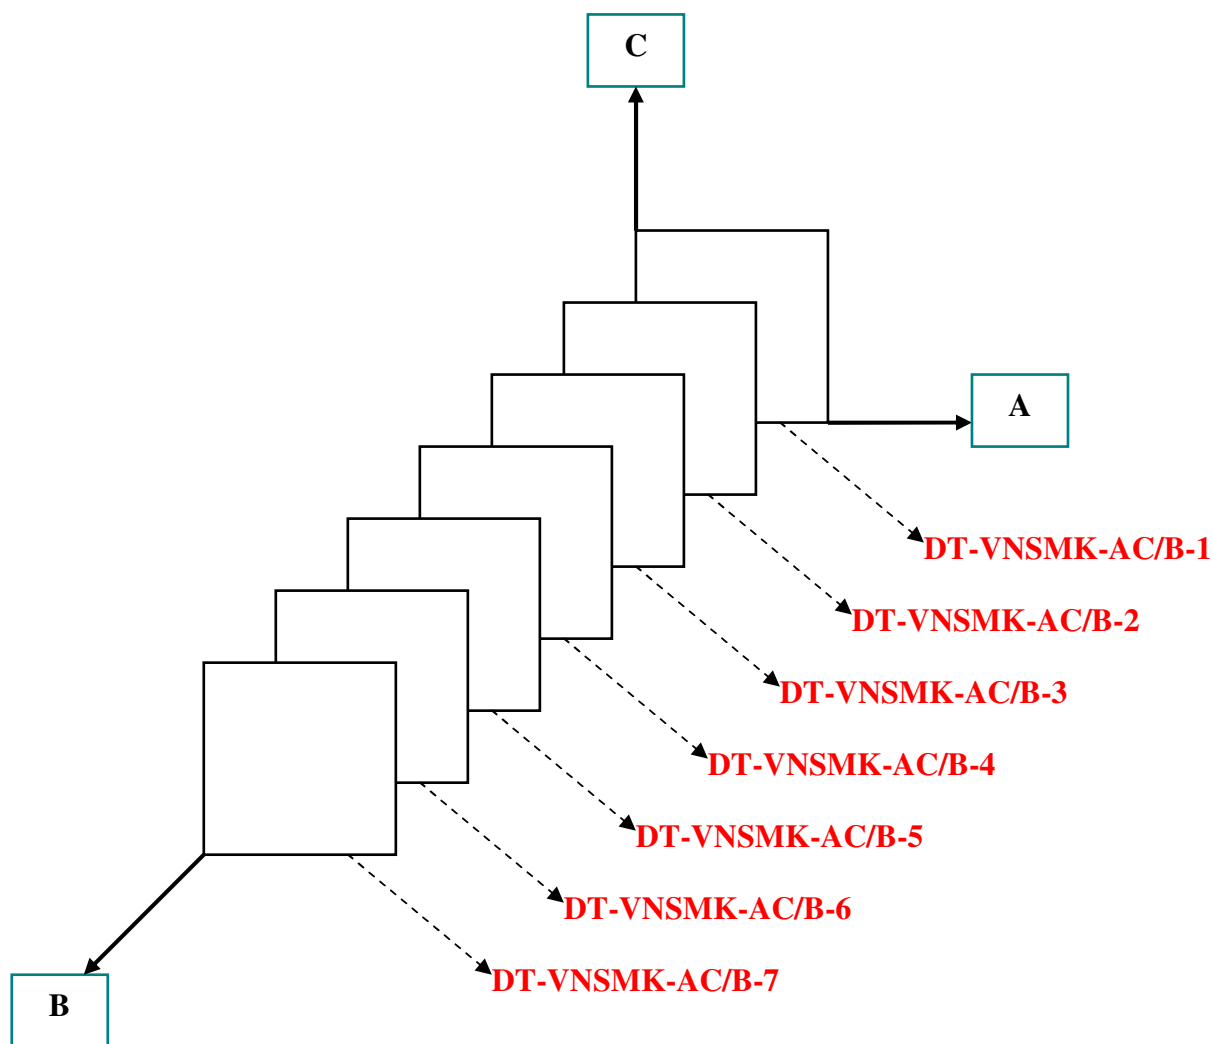 C
A
DT-VNSMK-AC/B-1
DT-VNSMK-AC/B-2
DT-VNSMK-AC/B-3
DT-VNSMK-AC/B-4
DT-VNSMK-AC/B-5
DT-VNSMK-AC/B-6
DT-VNSMK-AC/B-7
B